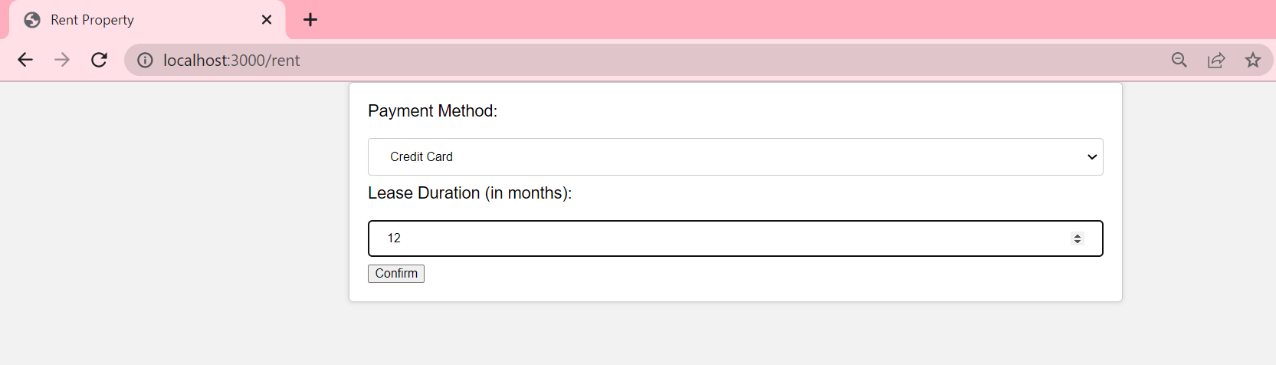 Rent Property
localhost:3000/rent
Payment Method:
Credit Card
Lease Duration (in months):
12
Confirm